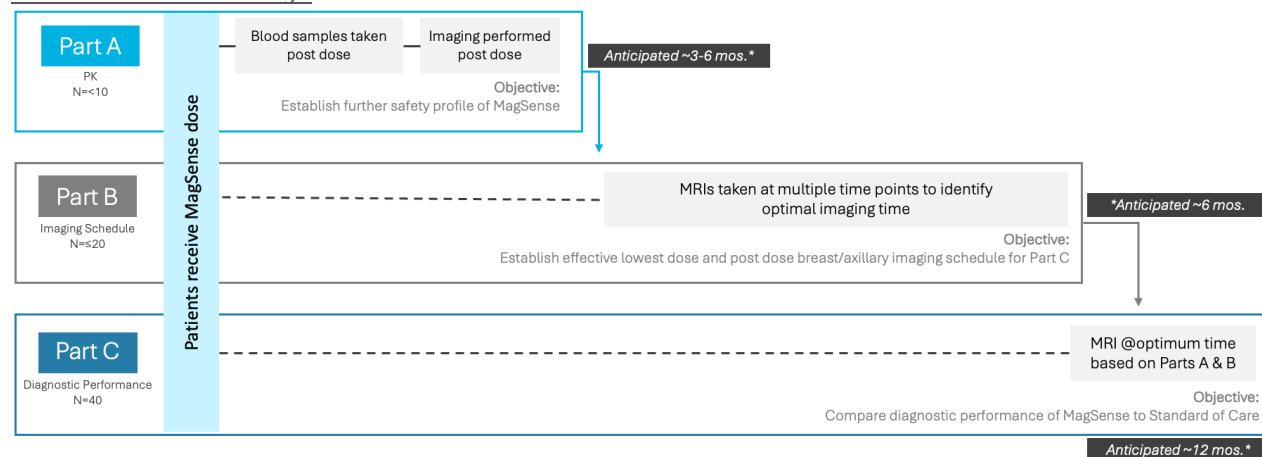 Part A
PK
N=<10
Patients receive MagSense dose
Blood samples taken
post dose
Imaging performed
post dose
Anticipated ~3-6 mos.*
Objective:
Establish further safety profile of MagSense
Part B
Imaging Schedule
N=≤20
MRIs taken at multiple time points to identify
optimal imaging time
*Anticipated ~6 mos.
Objective:
Establish effective lowest dose and post dose breast/axillary imaging schedule for Part C
Part C
Diagnostic Performance
N=40
MRI @optimum time
based on Parts A & B
Objective:
Compare diagnostic performance of MagSense to Standard of Care
Anticipated ~12 mos.*